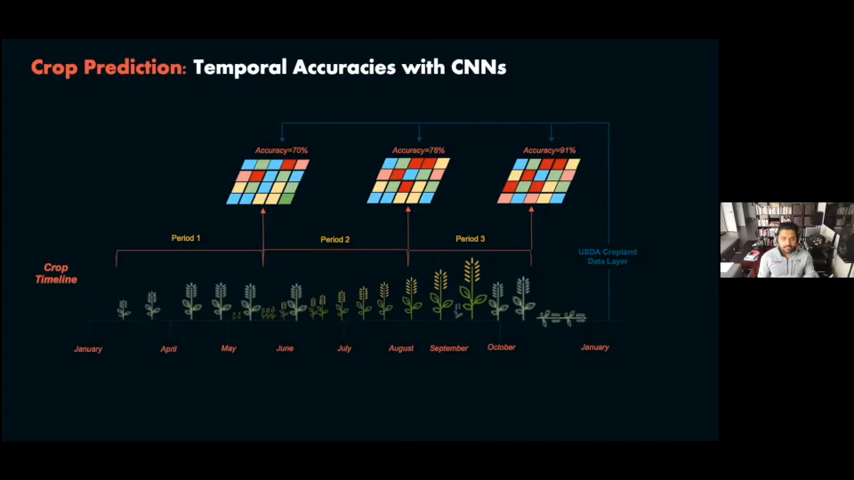 Crop Prediction: Temporal Accuracies with CNNs
Accuracy=70%
Accuracy=78%
Accuracy=91%
Period 1
Period 2
Period 3
USDA Cropland
Data Layer
Crop
Timeline
January
April
May
June
July
August
September
October
January